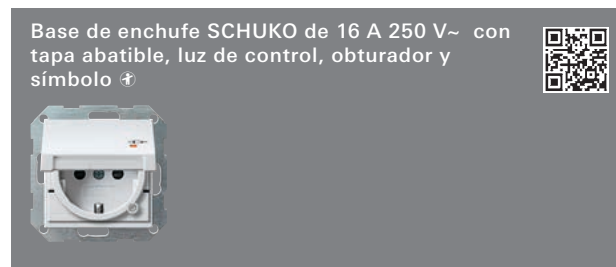 Base de enchufe SCHUKO de 16 A 250 V~ con
tapa abatible, luz de control, obturador y
símbolo